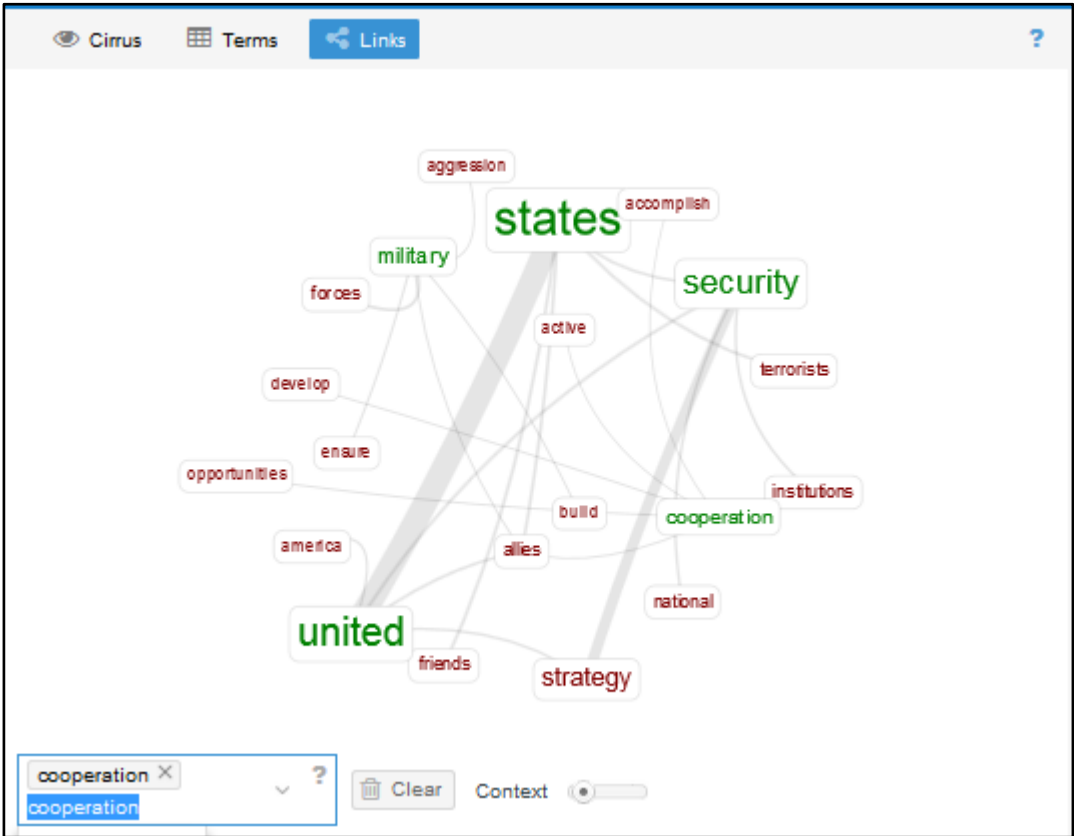 Cirrus Terms Links ?
aggression
states accomplish
military
security
forces
active
terrorists
develop
ensure
opportunities
institutions
build
cooperation
america
allies
national
united
friends
strategy
cooperation × ?
cooperation
Clear Context